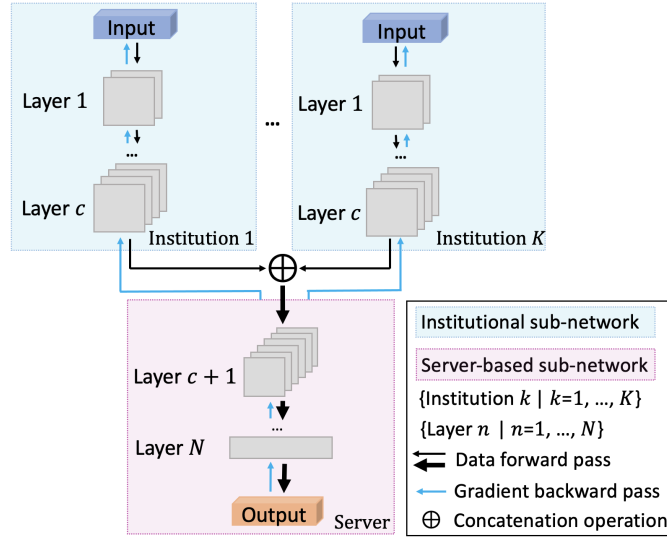 Input
Layer 1
...
Layer c
Institution 1
...
Input
Layer 1
...
Layer c
Institution K
Layer c + 1
...
Layer N
Output
Server
Institutional sub-network
Server-based sub-network
{Institution k | k=1, ..., K}
{Layer n | n=1, ..., N}
Data forward pass
Gradient backward pass
Concatenation operation